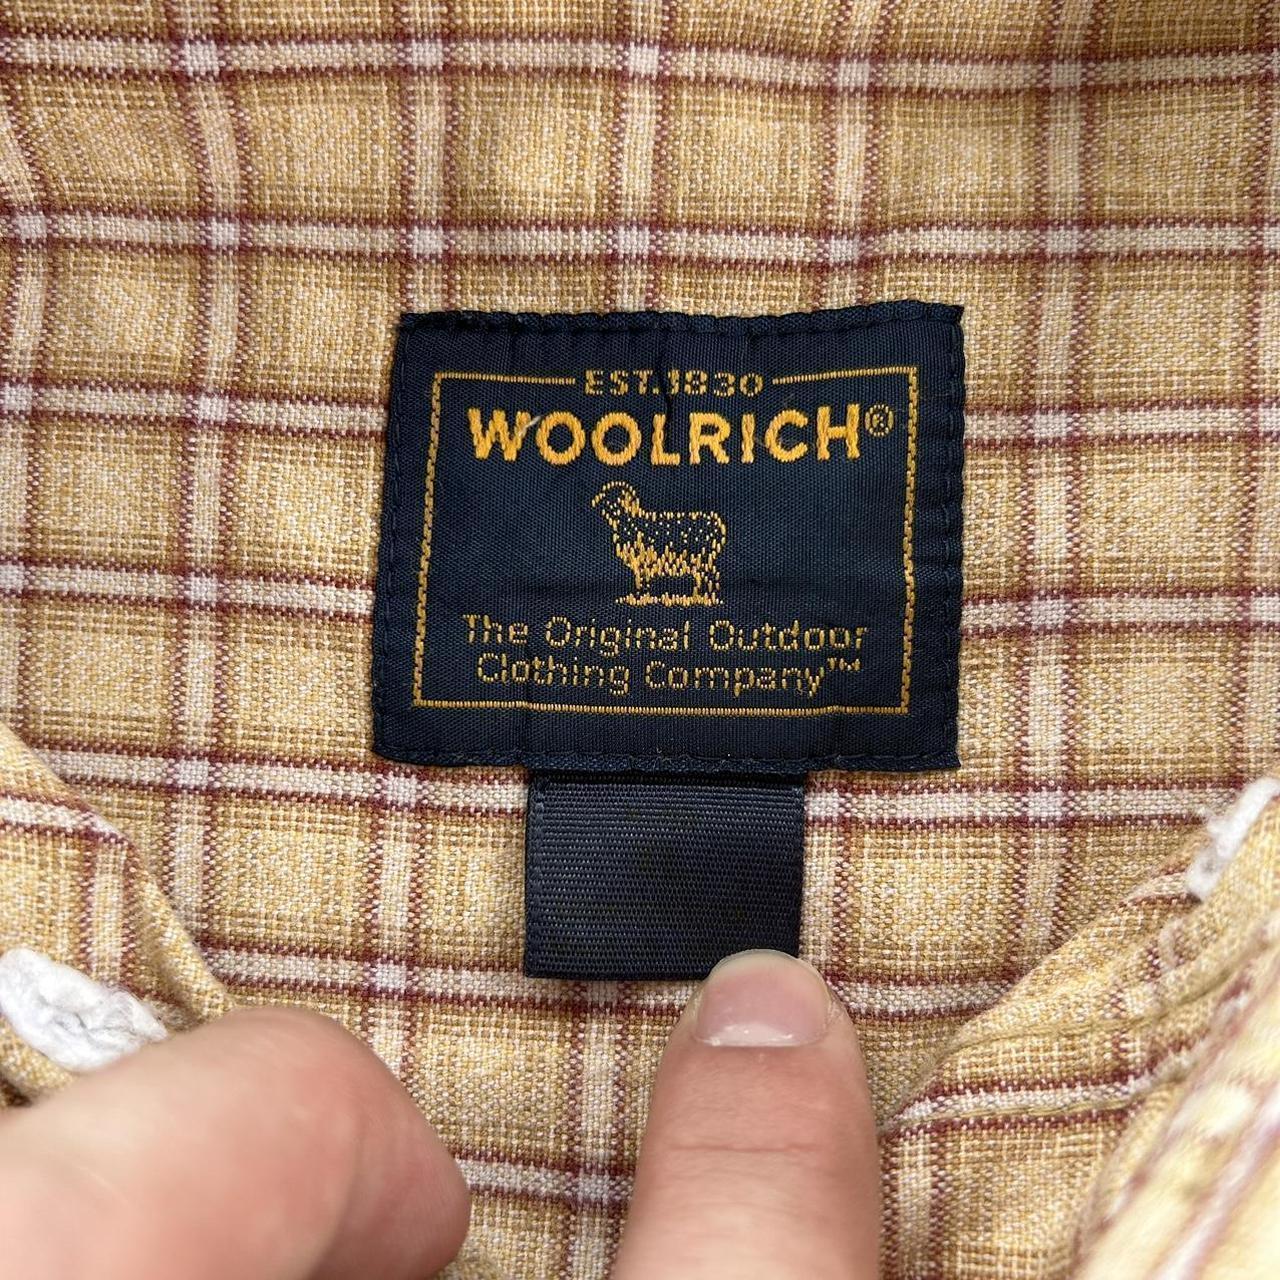 EST.1830
WOOLRICH®
The Original Outdoor
Clothing Company™